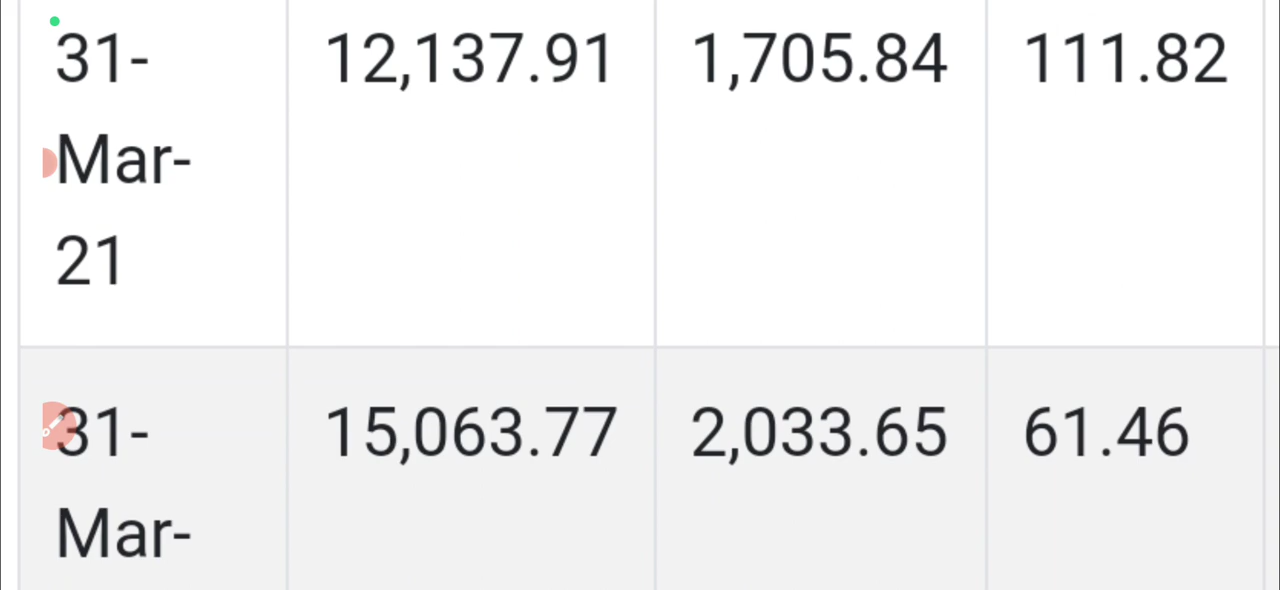 31- 12,137.91 1,705.84 111.82
Mar-
21
31- 15,063.77 2,033.65 61.46
Mar-